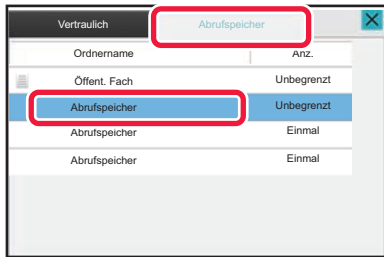 Vertraulich Abrufspeicher
Ordnername Anz.
Öffent. Fach Unbegrenzt
Abrufspeicher Unbegrenzt
Abrufspeicher Einmal
Abrufspeicher Einmal